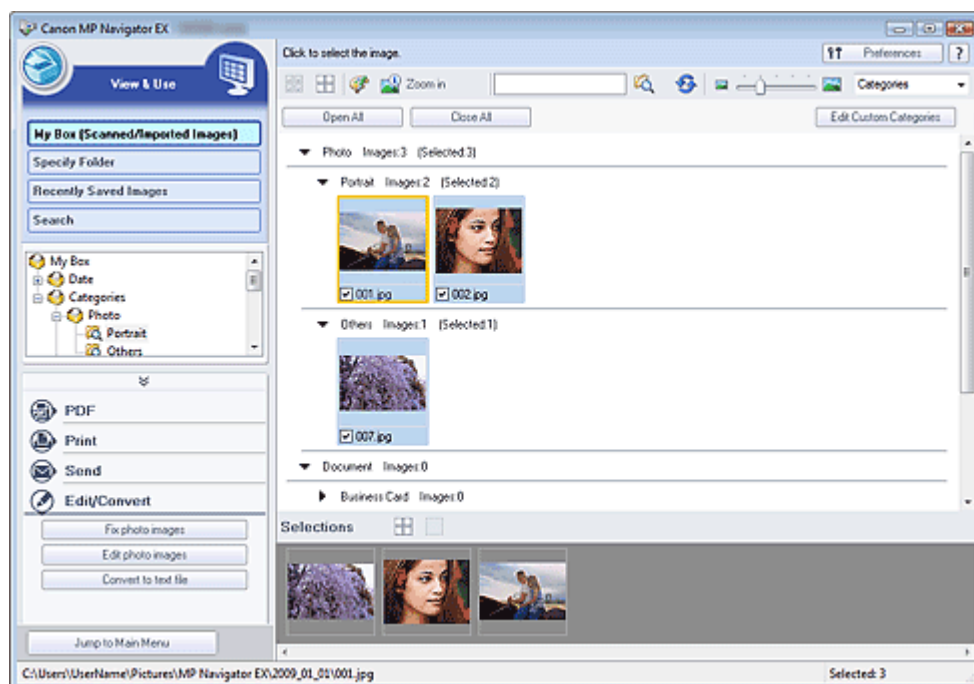 Canon MP Navigator EX
View & Use
Click to select the image.
Preferences
?
Zoom in
Categories
Open All
Close All
Edit Custom Categories
My Box (Scanned/Imported Images)
Specify Folder
Recently Saved Images
Search
My Box
Date
Categories
Photo
Portrait
Others
PDF
Print
Send
Edit/Convert
Fix photo images
Edit photo images
Convert to text file
Jump to Main Menu
Photo Images:3 (Selected:3)
Portrait Images:2 (Selected:2)
001.jpg
002.jpg
Others Images:1 (Selected:1)
007.jpg
Document Images:0
Business Card Images:0
Selections
C:\Users\UserName\Pictures\MP Navigator EX\2009_01_01\001.jpg
Selected: 3